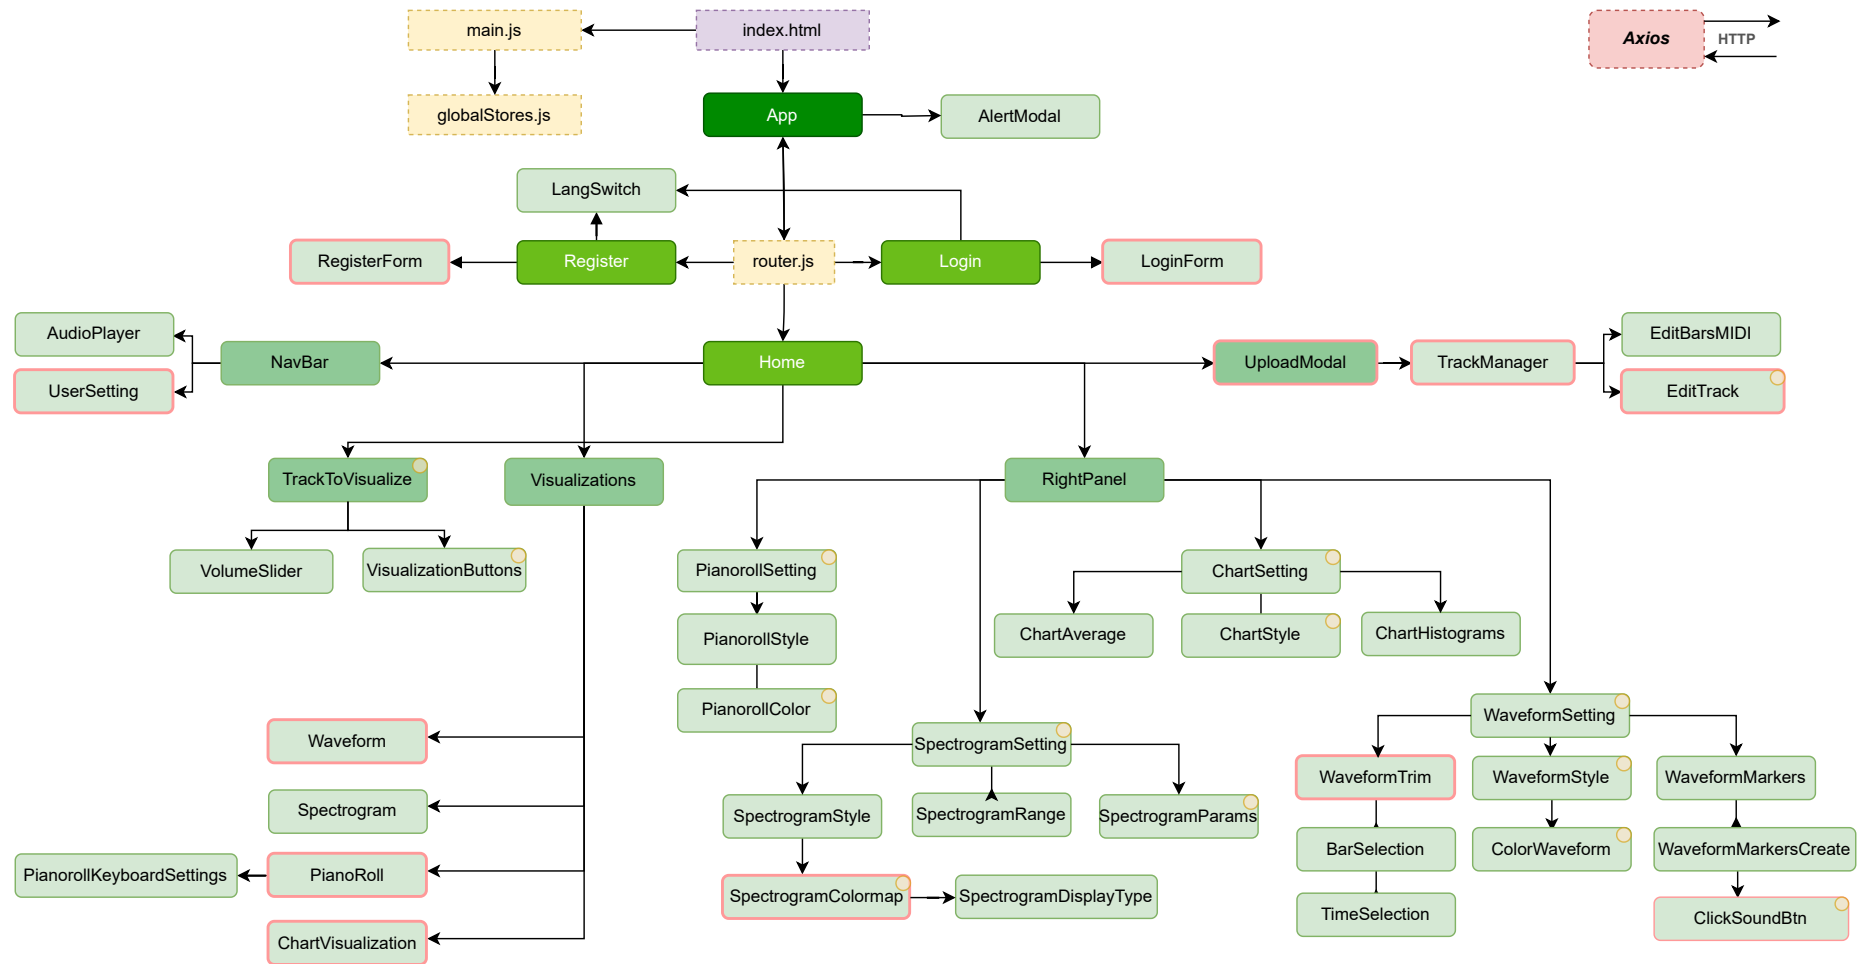 main.js
index.html
Axios
HTTP
globalStores.js
App
AlertModal
LangSwitch
RegisterForm
Register
router.js
Login
LoginForm
AudioPlayer
UserSetting
NavBar
Home
UploadModal
TrackManager
EditBarsMIDI
EditTrack
TrackToVisualize
Visualizations
RightPanel
VolumeSlider
VisualizationButtons
PianorollSetting
ChartSetting
PianorollStyle
ChartAverage
ChartStyle
ChartHistograms
PianorollColor
WaveformSetting
Waveform
SpectrogramSetting
WaveformTrim
WaveformStyle
WaveformMarkers
Spectrogram
SpectrogramStyle
SpectrogramRange
SpectrogramParams
BarSelection
ColorWaveform
WaveformMarkersCreate
PianorollKeyboardSettings
PianoRoll
SpectrogramColormap
SpectrogramDisplayType
TimeSelection
ClickSoundBtn
ChartVisualization